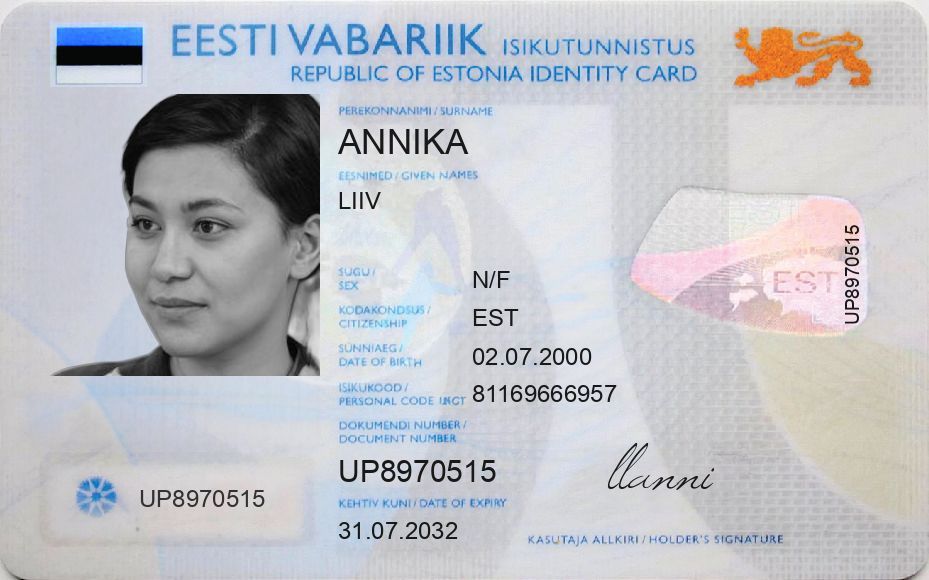 EESTI VABARIIK ISIKUTUNNISTUS
REPUBLIC OF ESTONIA IDENTITY CARD
PEREKONNANIMI / SURNAME
ANNIKA
EESNIMED / GIVEN NAMES
LIIV
SUGU / SEX
N/F
KODAKONDSUS / CITIZENSHIP
EST
SÜNNIAEG / DATE OF BIRTH
02.07.2000
ISIKUKOOD / PERSONAL CODE
81169666957
DOKUMENDI NUMBER / DOCUMENT NUMBER
UP8970515
KEHTIV KUNI / DATE OF EXPIRY
31.07.2032
UP8970515
EST
UP8970515
llanni
KASUTAJA ALLKIRI / HOLDER'S SIGNATURE